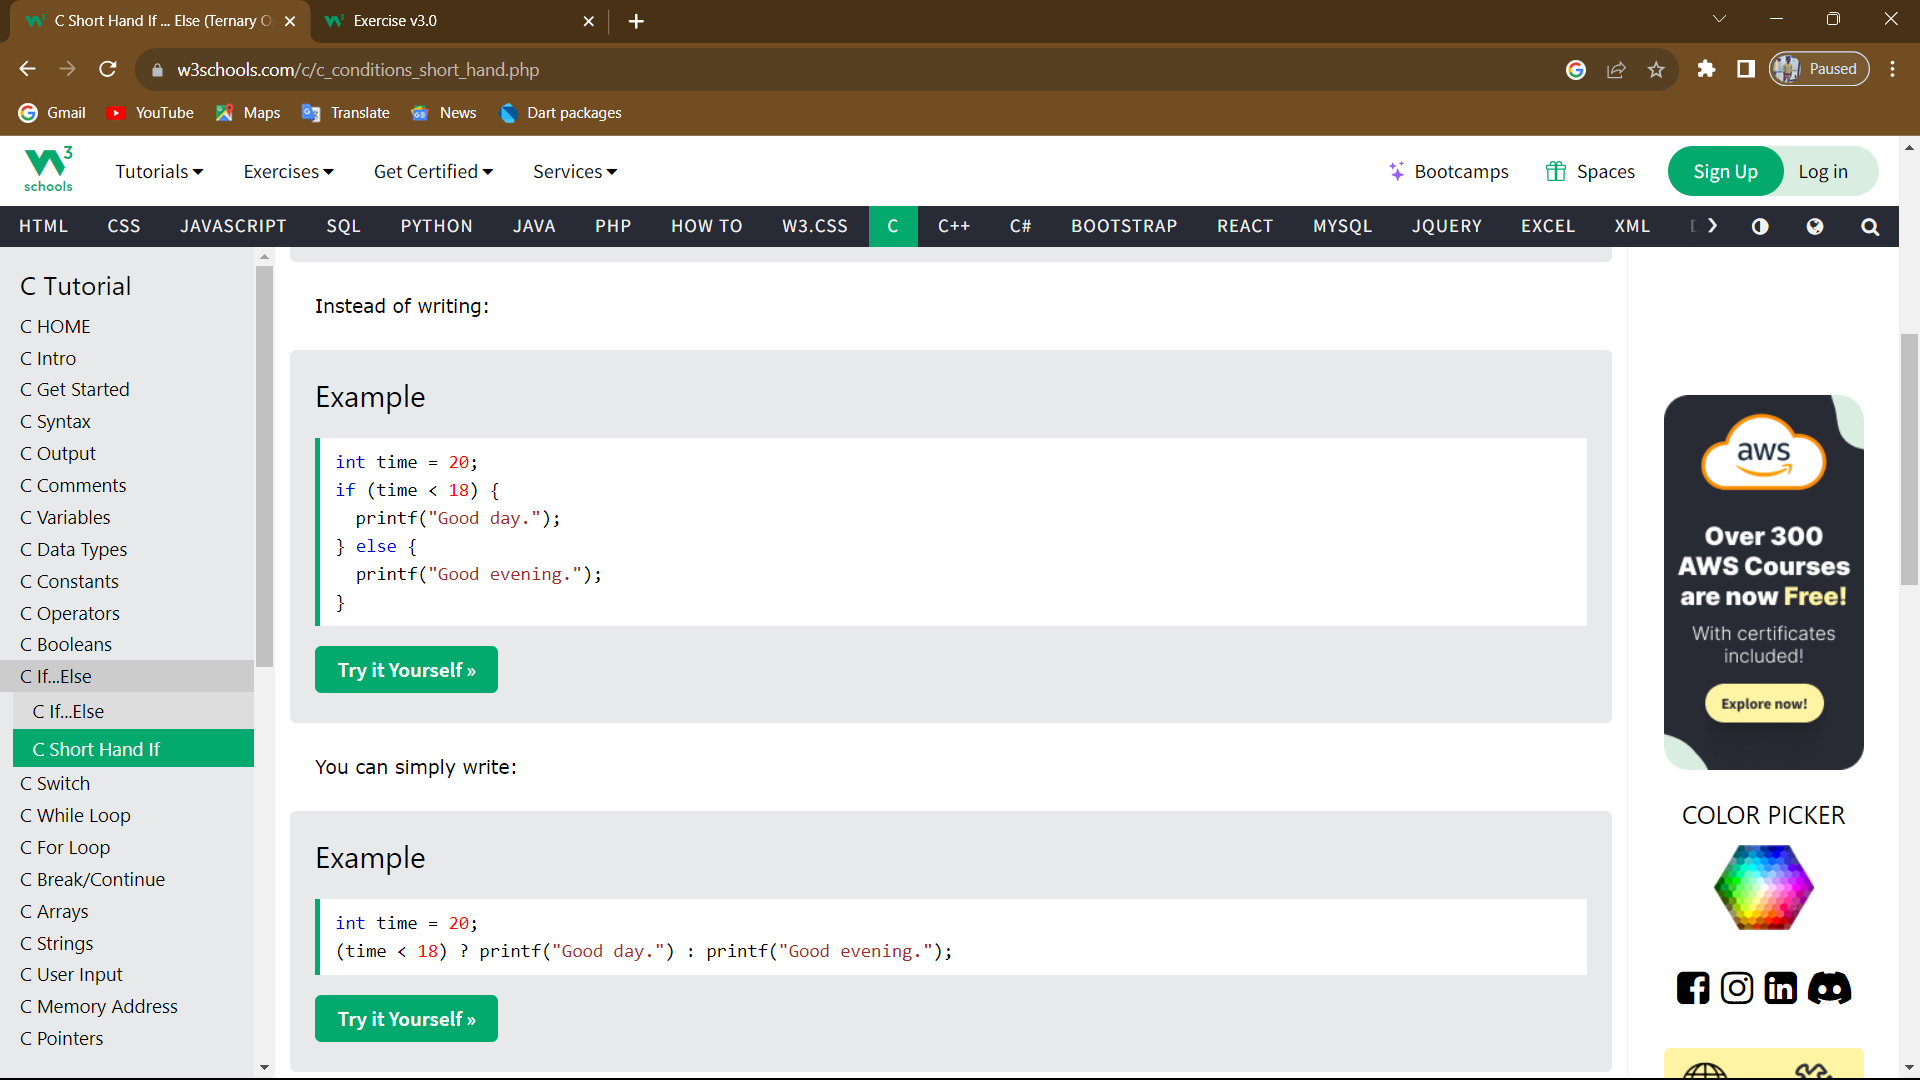 C Short Hand If ... Else (Ternary O
Exercise v3.0
w3schools.com/c/c_conditions_short_hand.php
Paused
Gmail
YouTube
Maps
Translate
News
Dart packages
W3 schools
Tutorials
Exercises
Get Certified
Services
Bootcamps
Spaces
Sign Up
Log in
HTML CSS JAVASCRIPT SQL PYTHON JAVA PHP HOW TO W3.CSS C C++ C# BOOTSTRAP REACT MYSQL JQUERY EXCEL XML
C Tutorial
C HOME
C Intro
C Get Started
C Syntax
C Output
C Comments
C Variables
C Data Types
C Constants
C Operators
C Booleans
C If...Else
C If...Else
C Short Hand If
C Switch
C While Loop
C For Loop
C Break/Continue
C Arrays
C Strings
C User Input
C Memory Address
C Pointers
Instead of writing:
Example
int time = 20;
if (time < 18) {
  printf("Good day.");
} else {
  printf("Good evening.");
}
Try it Yourself »
You can simply write:
Example
int time = 20;
(time < 18) ? printf("Good day.") : printf("Good evening.");
Try it Yourself »
aws
Over 300
AWS Courses
are now Free!
With certificates
included!
Explore now!
COLOR PICKER